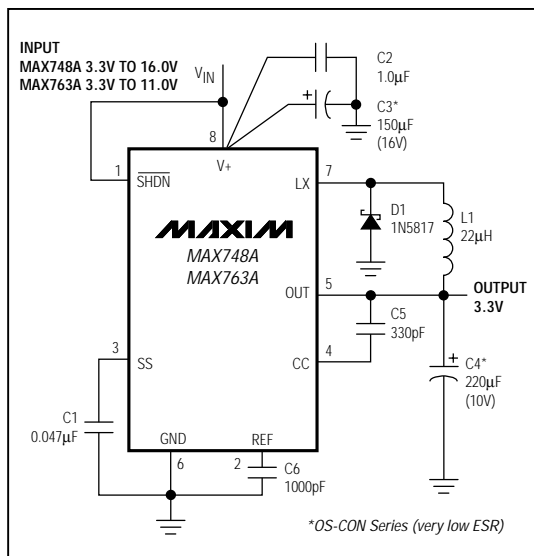 INPUT
MAX748A 3.3V TO 16.0V
MAX763A 3.3V TO 11.0V
VIN
C2
1.0µF
C3*
150µF
(16V)
8
V+
1
SHDN
LX
7
D1
1N5817
L1
22µH
MAXIM
MAX748A
MAX763A
OUT
5
OUTPUT
3.3V
C5
330pF
3
SS
CC
4
C4*
220µF
(10V)
C1
0.047µF
GND
REF
6
2
C6
1000pF
*OS-CON Series (very low ESR)